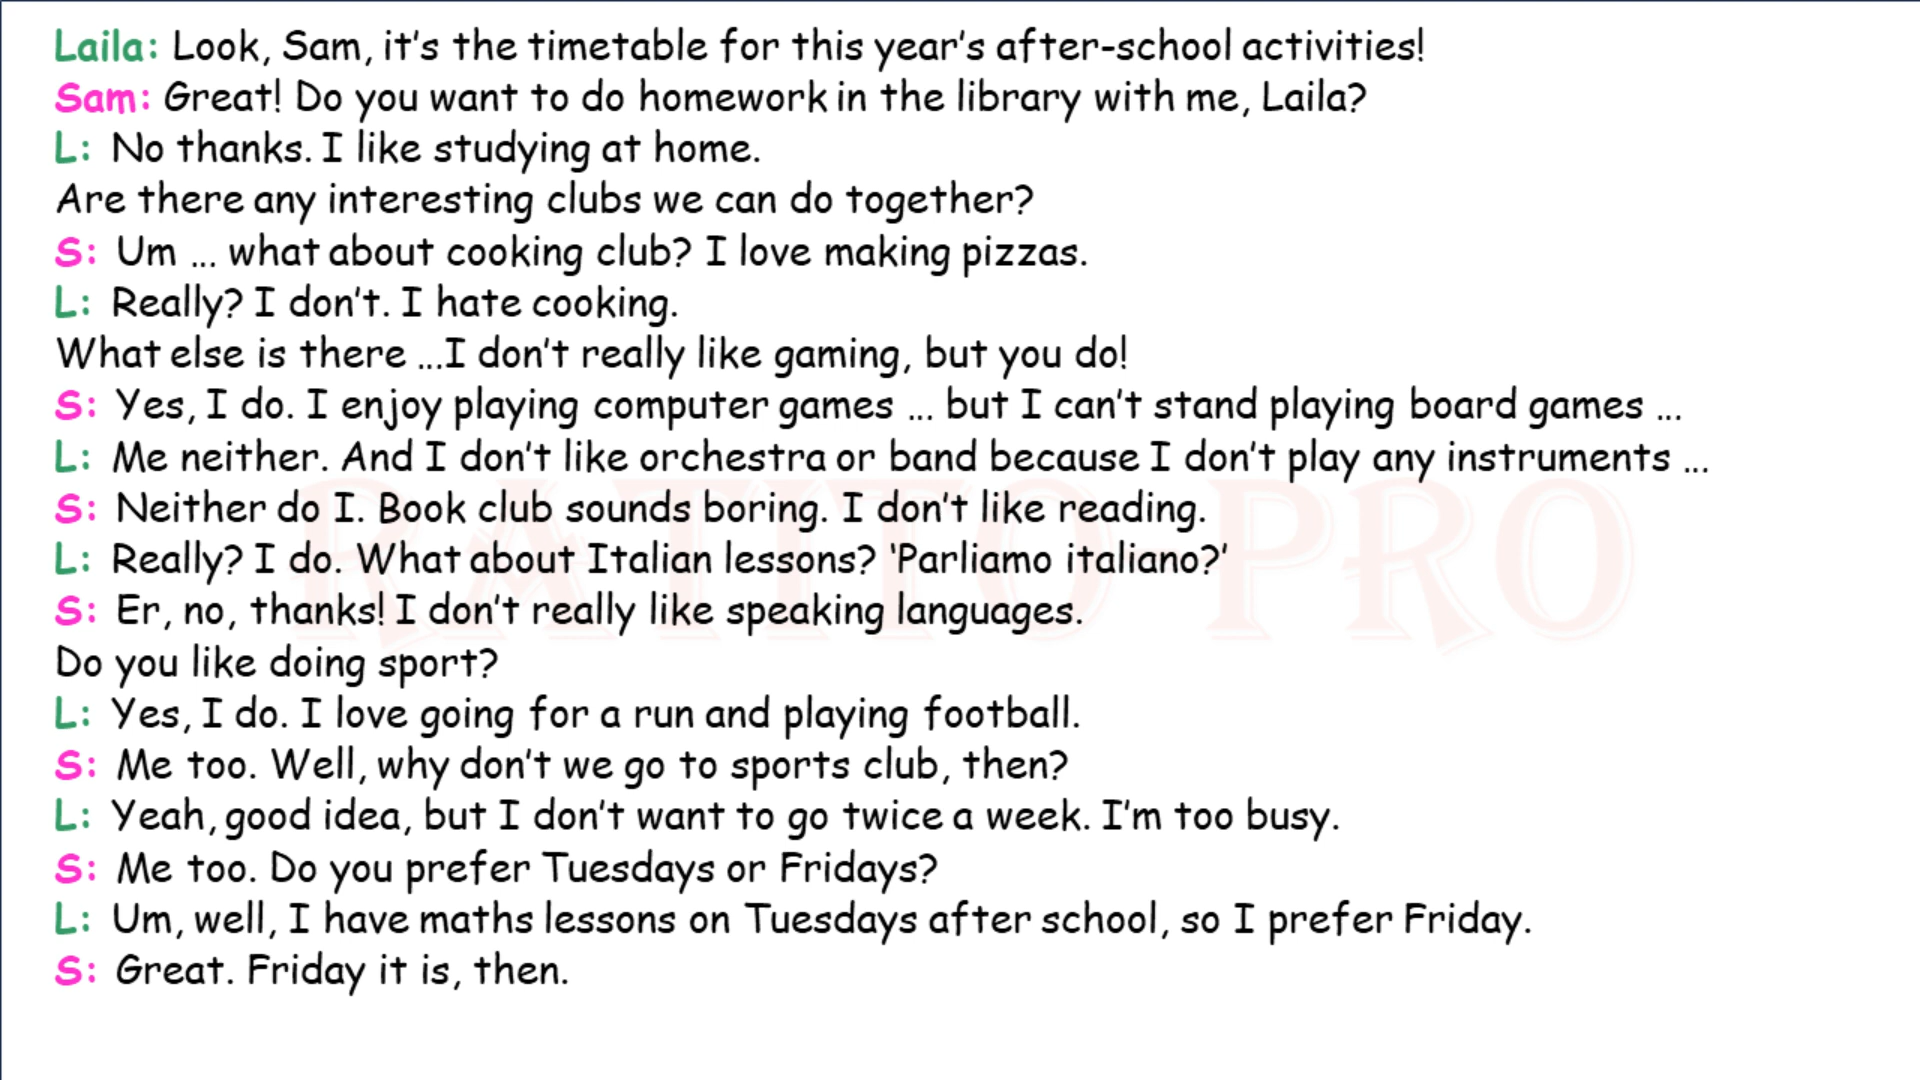 Laila: Look, Sam, it's the timetable for this year's after-school activities!
Sam: Great! Do you want to do homework in the library with me, Laila?
L: No thanks. I like studying at home.
Are there any interesting clubs we can do together?
S: Um ... what about cooking club? I love making pizzas.
L: Really? I don't. I hate cooking.
What else is there ...I don't really like gaming, but you do!
S: Yes, I do. I enjoy playing computer games ... but I can't stand playing board games ...
L: Me neither. And I don't like orchestra or band because I don't play any instruments ...
S: Neither do I. Book club sounds boring. I don't like reading.
L: Really? I do. What about Italian lessons? 'Parliamo italiano?'
S: Er, no, thanks! I don't really like speaking languages.
Do you like doing sport?
L: Yes, I do. I love going for a run and playing football.
S: Me too. Well, why don't we go to sports club, then?
L: Yeah, good idea, but I don't want to go twice a week. I'm too busy.
S: Me too. Do you prefer Tuesdays or Fridays?
L: Um, well, I have maths lessons on Tuesdays after school, so I prefer Friday.
S: Great. Friday it is, then.
RATITO-PRO